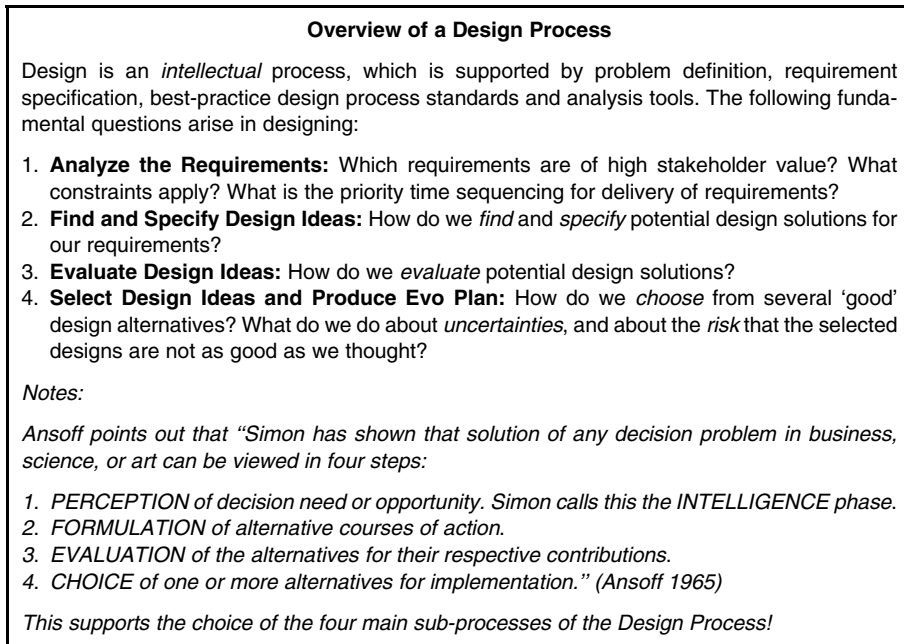 Overview of a Design Process
Design is an intellectual process, which is supported by problem definition, requirement
specification, best-practice design process standards and analysis tools. The following funda-
mental questions arise in designing:
1. Analyze the Requirements: Which requirements are of high stakeholder value? What
constraints apply? What is the priority time sequencing for delivery of requirements?
2. Find and Specify Design Ideas: How do we find and specify potential design solutions for
our requirements?
3. Evaluate Design Ideas: How do we evaluate potential design solutions?
4. Select Design Ideas and Produce Evo Plan: How do we choose from several ‘good’
design alternatives? What do we do about uncertainties, and about the risk that the selected
designs are not as good as we thought?
Notes:
Ansoff points out that “Simon has shown that solution of any decision problem in business,
science, or art can be viewed in four steps:
1. PERCEPTION of decision need or opportunity. Simon calls this the INTELLIGENCE phase.
2. FORMULATION of alternative courses of action.
3. EVALUATION of the alternatives for their respective contributions.
4. CHOICE of one or more alternatives for implementation.” (Ansoff 1965)
This supports the choice of the four main sub-processes of the Design Process!